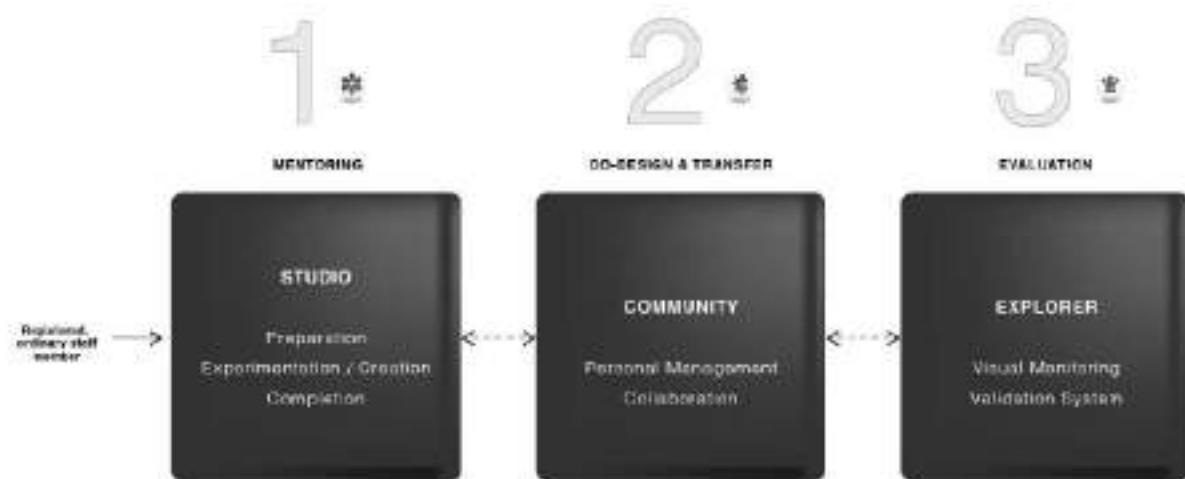 1
2
3
MENTORING
CO-DESIGN & TRANSFER
EVALUATION
Registered,
ordinary staff
member
STUDIO
Preparation
Experimentation / Creation
Completion
COMMUNITY
Personal Management
Collaboration
EXPLORER
Visual Monitoring
Validation System